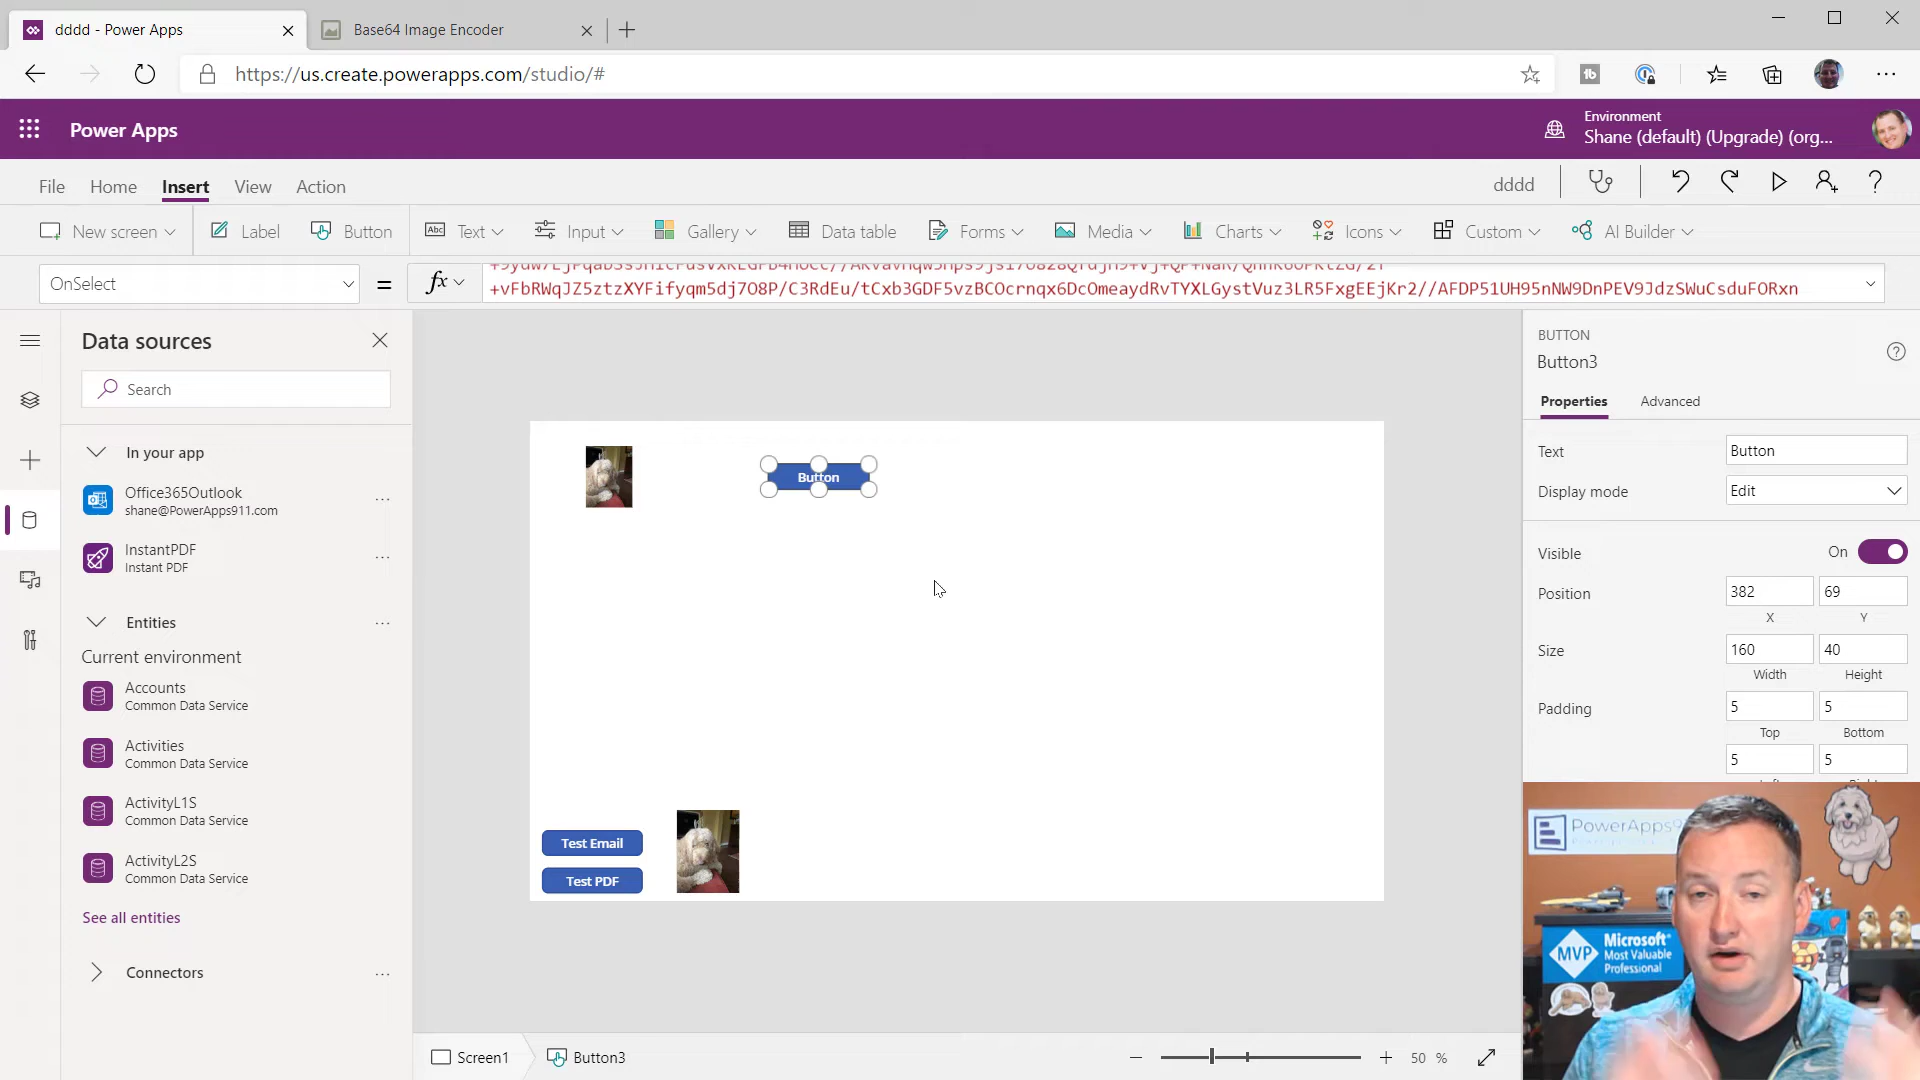 dddd - Power Apps
Base64 Image Encoder
https://us.create.powerapps.com/studio/#
Power Apps
Environment
Shane (default) (Upgrade) (org...
File Home Insert View Action
dddd
New screen Label Button Text Input Gallery Data table Forms Media Charts Icons Custom AI Builder
OnSelect = fx
+vFbRWqJZ5ztzXYFifyqm5dj7O8P/C3RdEu/tCxb3GDF5vzBCOcrnqx6DcOmeaydRvTYXLGystVuz3LR5FxgEEjKr2//AFDP51UH95nNW9DnPEV9JdzSWuCsduFORxn
Data sources
Search
In your app
Office365Outlook
shane@PowerApps911.com
InstantPDF
Instant PDF
Entities
Current environment
Accounts
Common Data Service
Activities
Common Data Service
ActivityL1S
Common Data Service
ActivityL2S
Common Data Service
See all entities
Connectors
Button
Test Email
Test PDF
BUTTON
Button3
Properties Advanced
Text Button
Display mode Edit
Visible On
Position 382 69
X Y
Size 160 40
Width Height
Padding 5 5
Top Bottom
5 5
PowerApps9
MVP
Microsoft
Most Valuable
Professional
Screen1 Button3
50 %